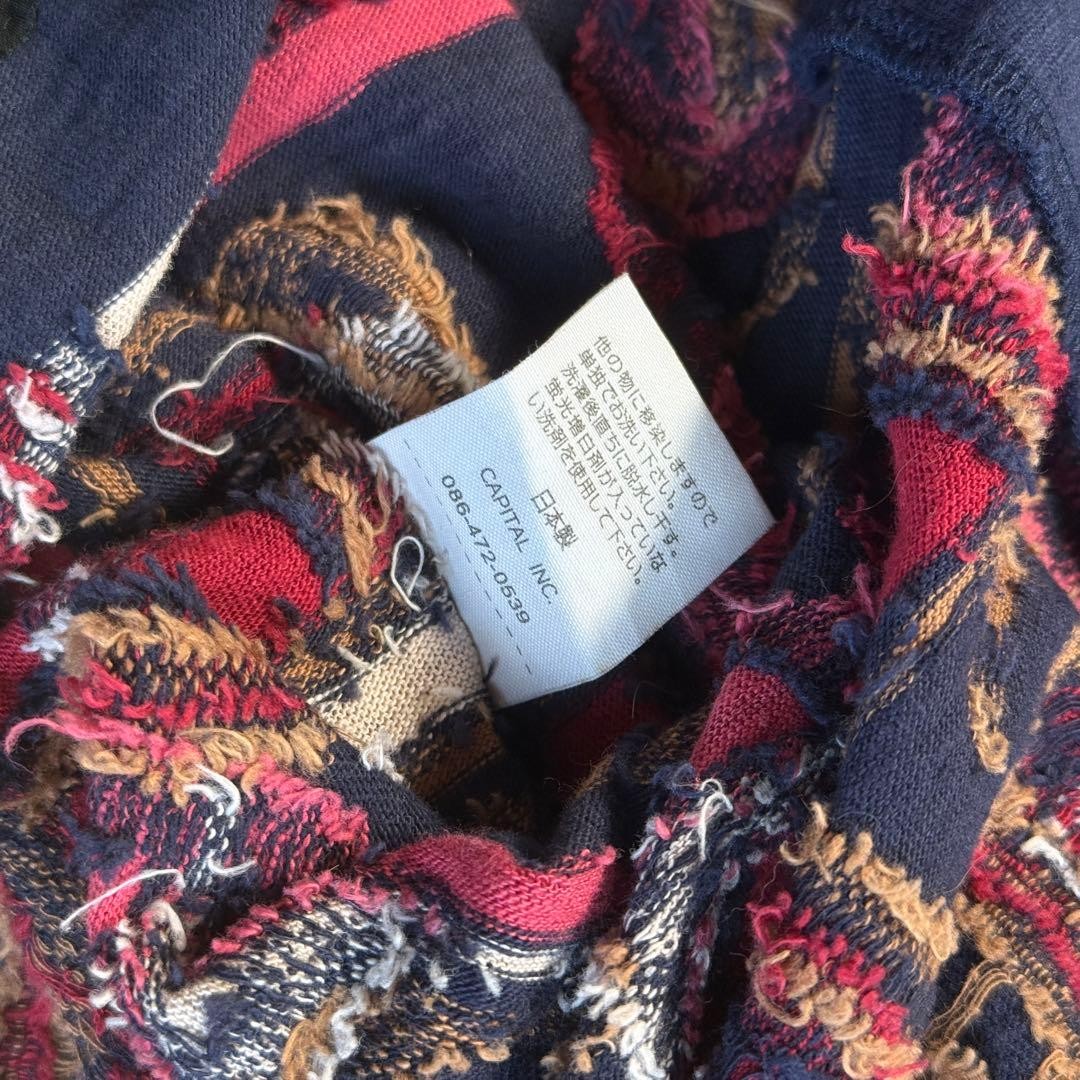 他の物に移染しますので
単独でお洗い下さい。
洗濯後直ちに脱水し干す。
蛍光増白剤が入っていな
い洗剤を使用して下さい。
日本製
CAPITAL INC.
086-472-0539